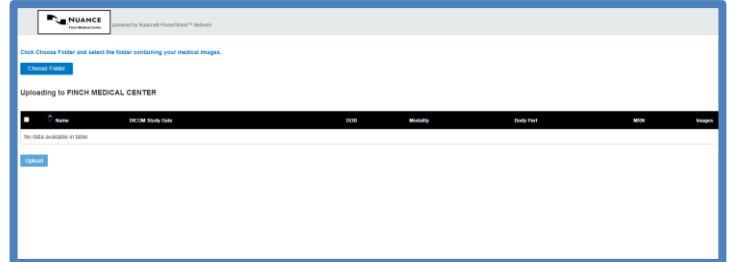 NUANCE
Finch Medical Center
powered by Nuance® PowerShare™ Network
Click Choose Folder and select the folder containing your medical images.
Choose Folder
Uploading to FINCH MEDICAL CENTER
Name DICOM Study Date DOB Modality Body Part MRN Images
No data available in table
Upload